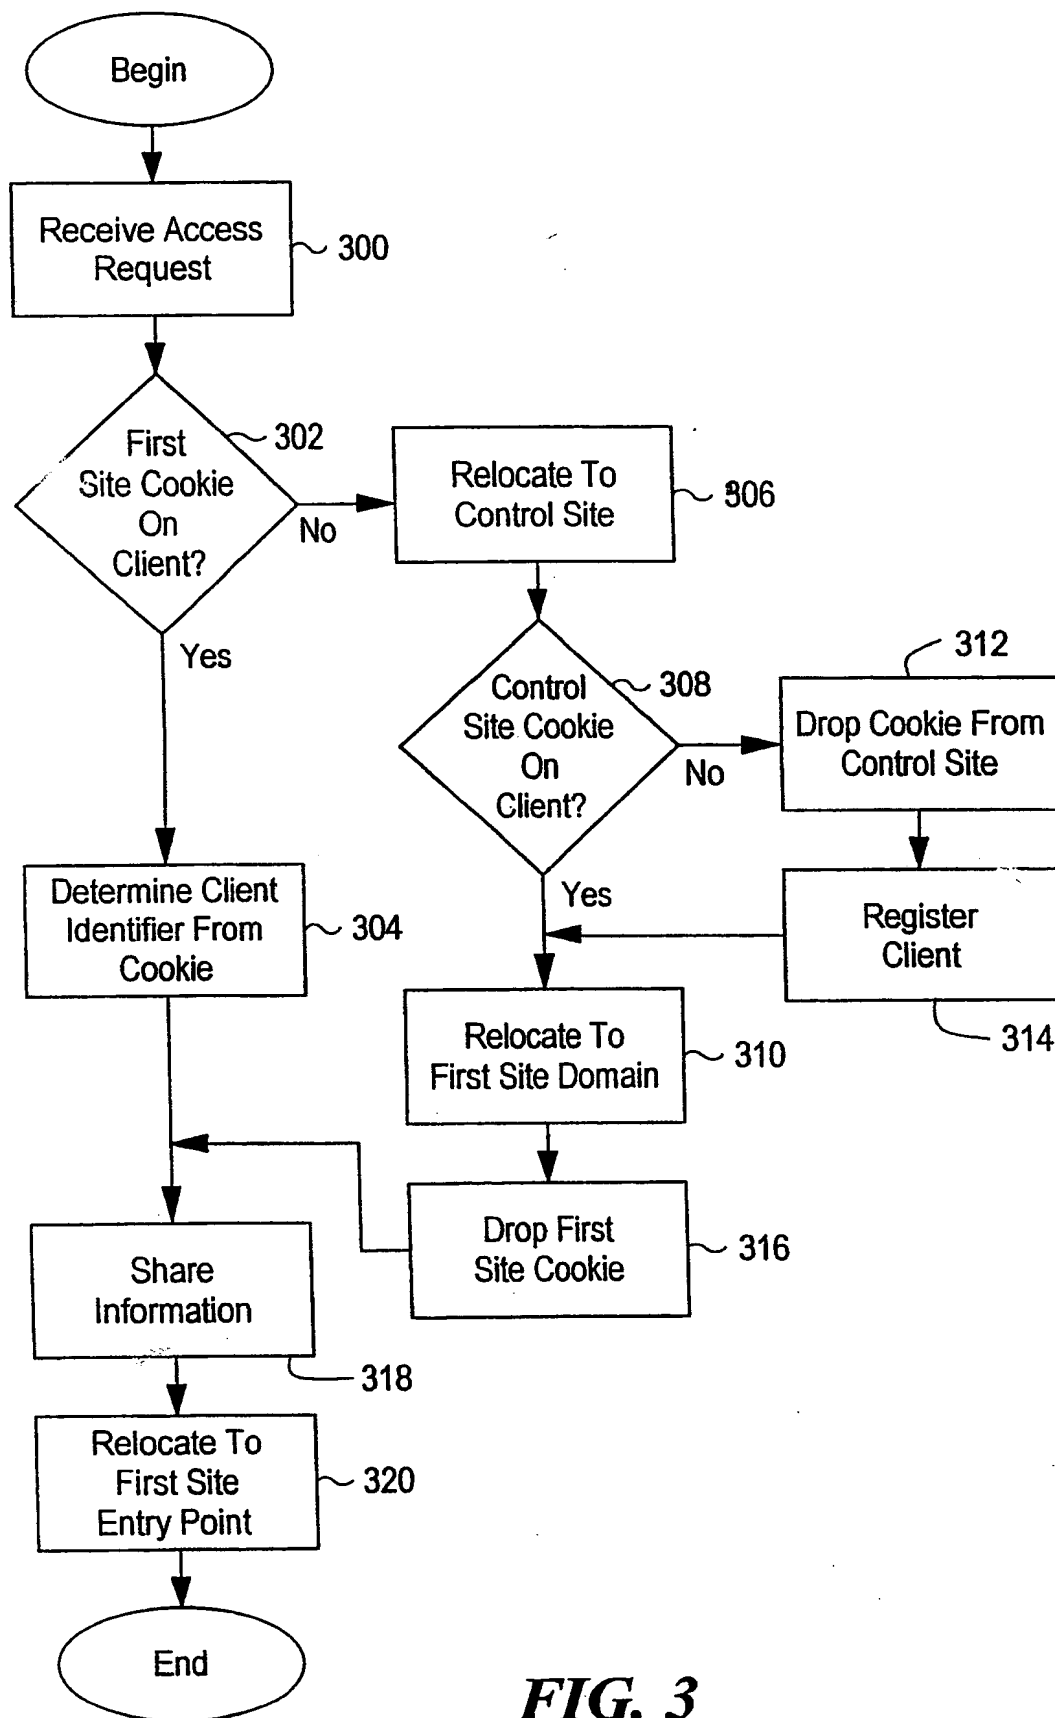 Begin
Receive Access
Request
300
First
Site Cookie
On
Client?
302
No
Yes
Relocate To
Control Site
306
Control
Site Cookie
On
Client?
308
No
Yes
312
Drop Cookie From
Control Site
Register
Client
314
Determine Client
Identifier From
Cookie
304
Relocate To
First Site Domain
310
Drop First
Site Cookie
316
Share
Information
318
Relocate To
First Site
Entry Point
320
End
FIG. 3